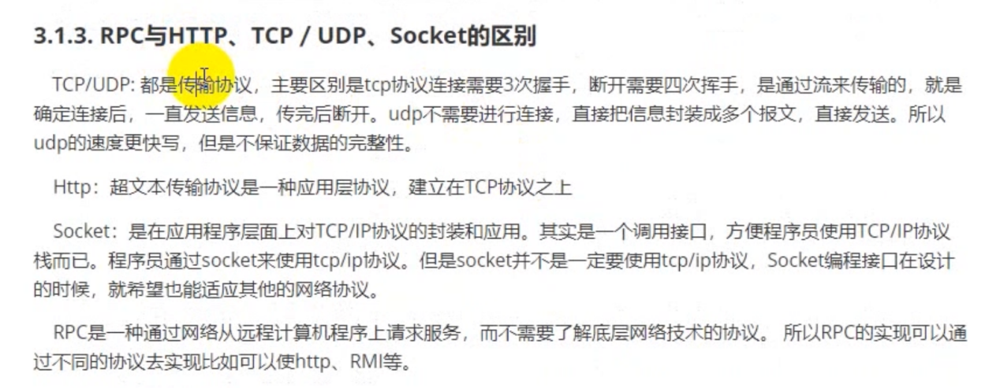 3.1.3. RPC与HTTP、TCP / UDP、Socket的区别
TCP/UDP: 都是传输协议，主要区别是tcp协议连接需要3次握手，断开需要四次挥手，是通过流来传输的，就是
确定连接后，一直发送信息，传完后断开。udp不需要进行连接，直接把信息封装成多个报文，直接发送。所以
udp的速度更快写，但是不保证数据的完整性。
Http：超文本传输协议是一种应用层协议，建立在TCP协议之上
Socket：是在应用程序层面上对TCP/IP协议的封装和应用。其实是一个调用接口，方便程序员使用TCP/IP协议
栈而已。程序员通过socket来使用tcp/ip协议。但是socket并不是一定要使用tcp/ip协议，Socket编程接口在设计
的时候，就希望也能适应其他的网络协议。
RPC是一种通过网络从远程计算机程序上请求服务，而不需要了解底层网络技术的协议。 所以RPC的实现可以通
过不同的协议去实现比如可以使http、RMI等。